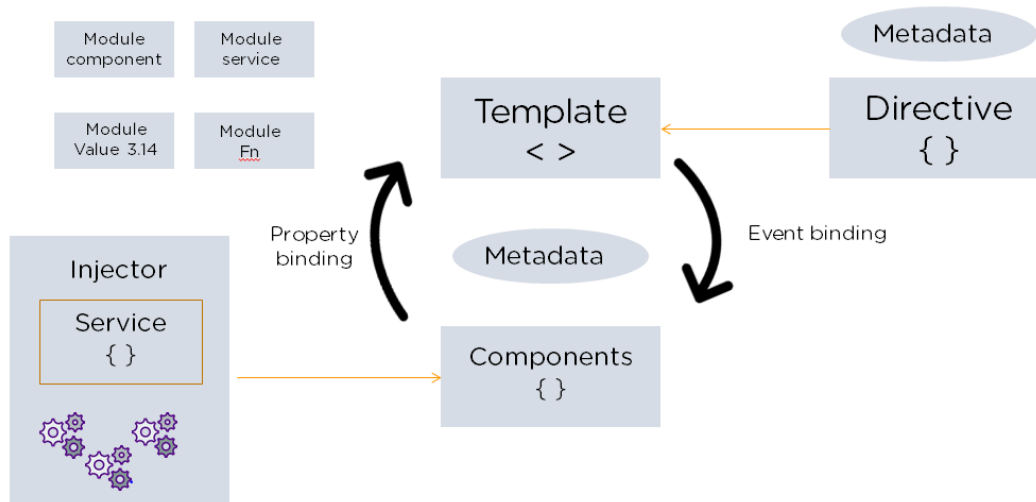 Module
component
Module
service
Module
Value 3.14
Module
Fn
Metadata
Template
< >
Directive
{ }
Property
binding
Event binding
Metadata
Injector
Service
{ }
Components
{ }